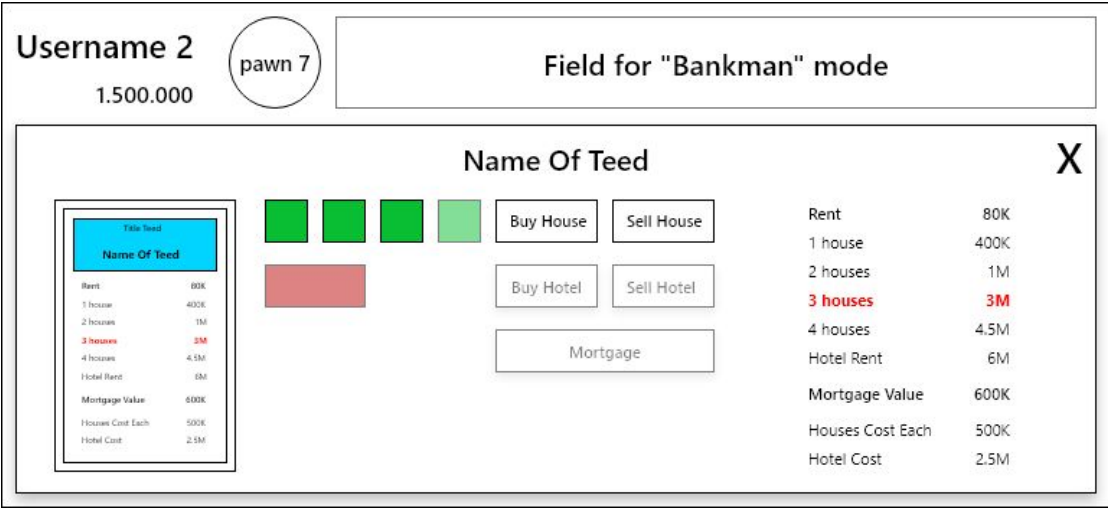 Username 2
1.500.000
pawn 7
Field for "Bankman" mode
Name Of Teed
X
Title Teed
Name Of Teed
Rent 80K
1 house 400K
2 houses 1M
3 houses 3M
4 houses 4.5M
Hotel Rent 6M
Mortgage Value 600K
Houses Cost Each 500K
Hotel Cost 2.5M
Buy House Sell House
Buy Hotel Sell Hotel
Mortgage
Rent 80K
1 house 400K
2 houses 1M
3 houses 3M
4 houses 4.5M
Hotel Rent 6M
Mortgage Value 600K
Houses Cost Each 500K
Hotel Cost 2.5M